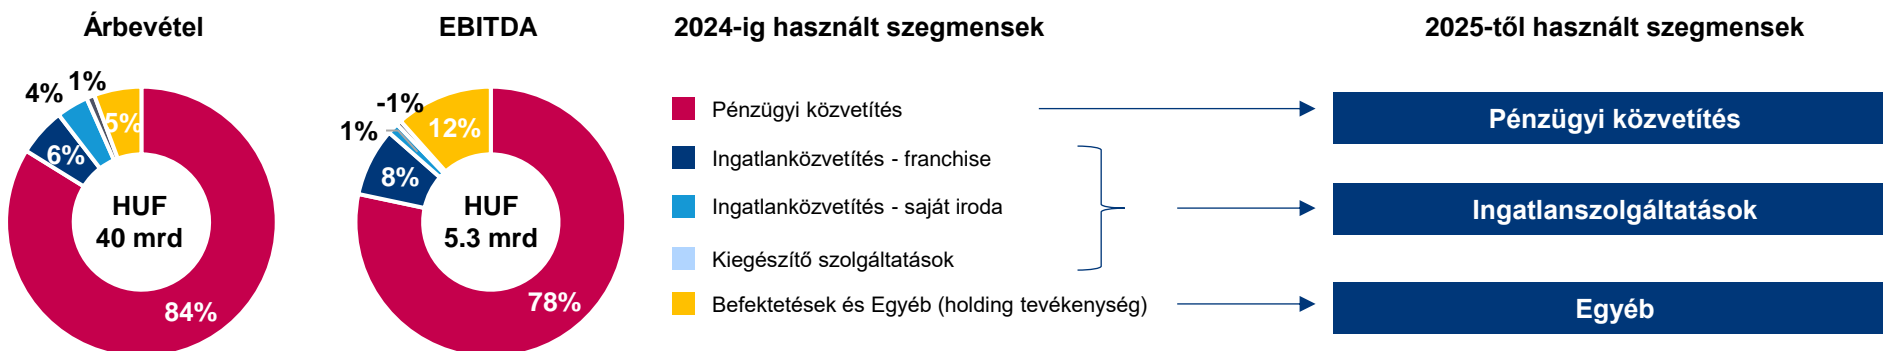 Árbevétel
4%
1%
5%
6%
HUF
40 mrd
84%
EBITDA
-1%
1%
12%
8%
HUF
5.3 mrd
78%
2024-ig használt szegmensek
Pénzügyi közvetítés
Ingatlanközvetítés - franchise
Ingatlanközvetítés - saját iroda
Kiegészítő szolgáltatások
Befektetések és Egyéb (holding tevékenység)
2025-től használt szegmensek
Pénzügyi közvetítés
Ingatlanszolgáltatások
Egyéb